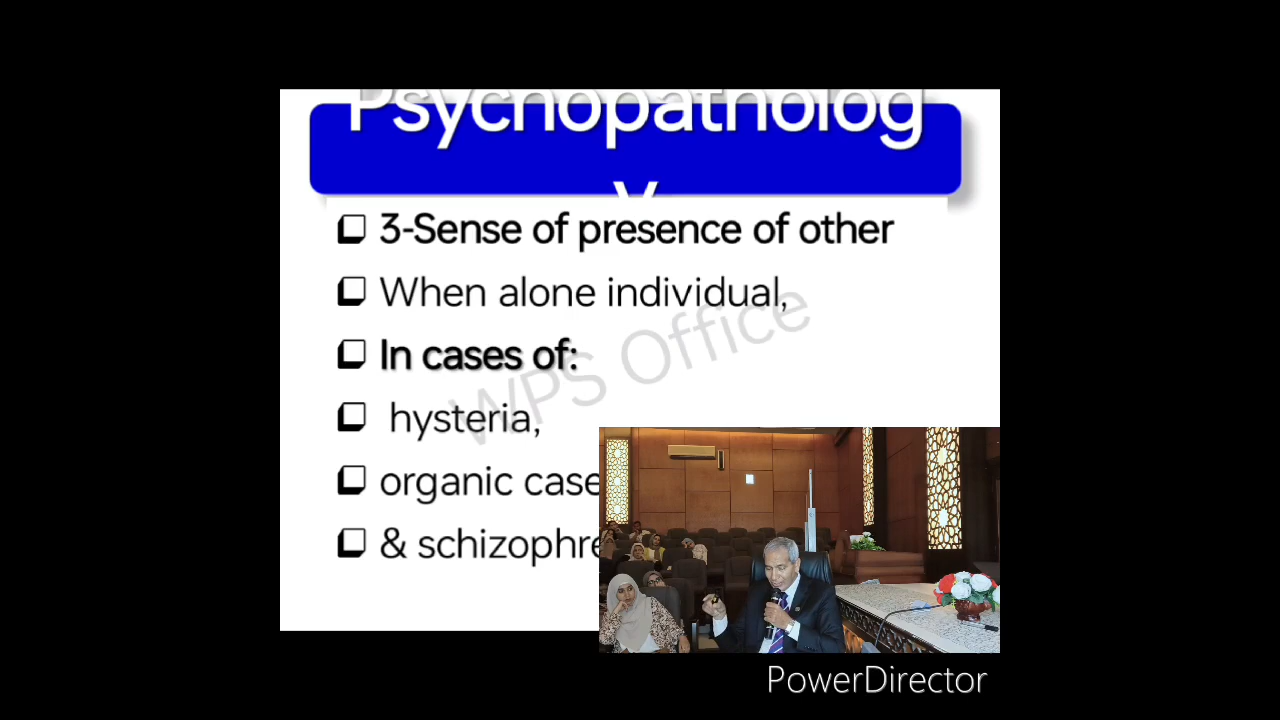 Psychopatholog
y
3-Sense of presence of other
When alone individual,
In cases of:
hysteria,
organic case
& schizophre
WPS Office
PowerDirector